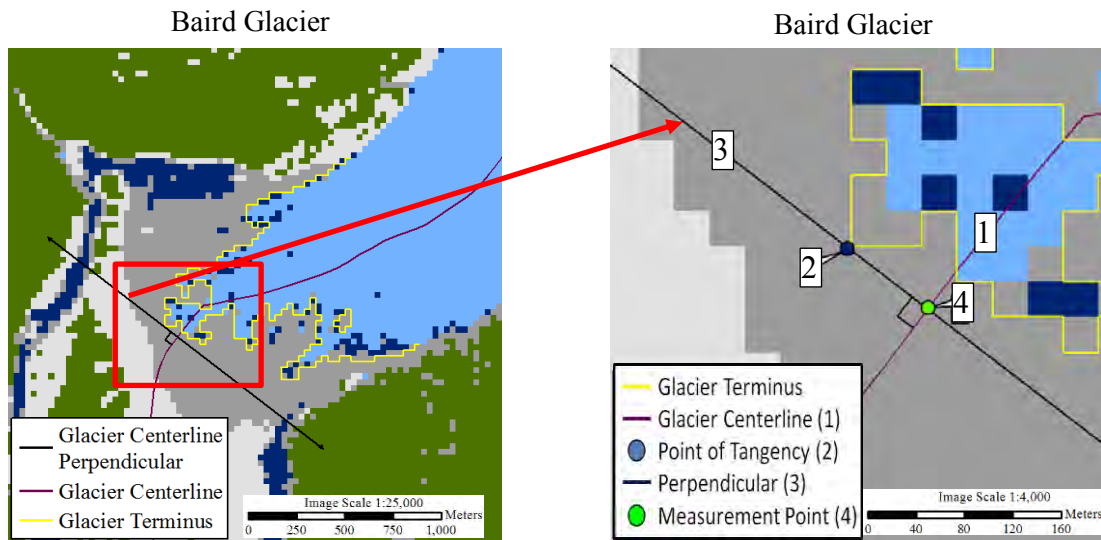 Baird Glacier
Glacier Centerline
Perpendicular
Glacier Centerline
Glacier Terminus
Image Scale 1:25,000
Meters
0 250 500 750 1,000
Baird Glacier
3
1
2
4
Glacier Terminus
Glacier Centerline (1)
Point of Tangency (2)
Perpendicular (3)
Measurement Point (4)
Image Scale 1:4,000
Meters
0 40 80 120 160